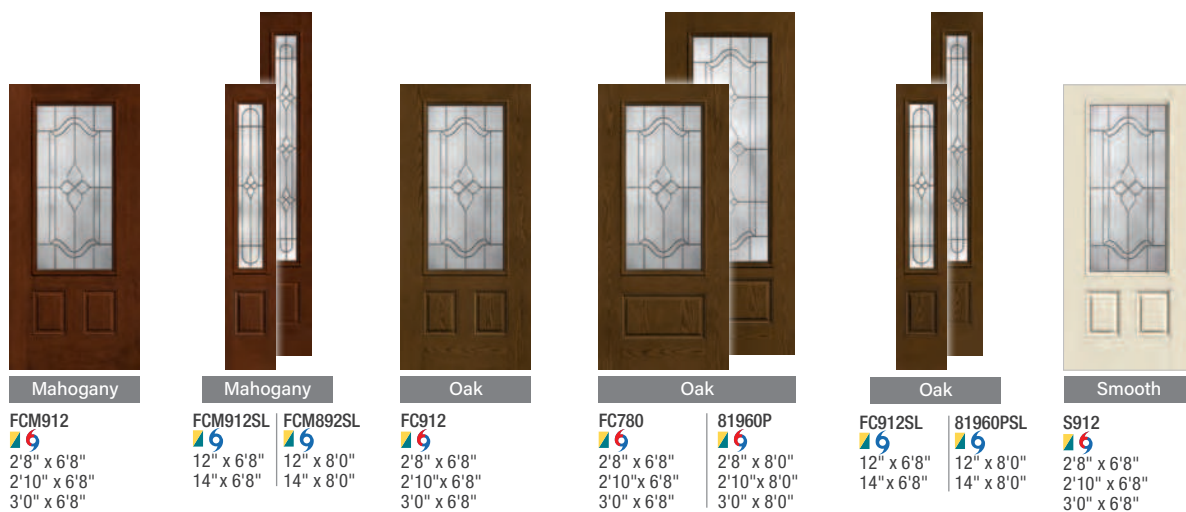 Mahogany
FCM912
2'8" x 6'8"
2'10" x 6'8"
3'0" x 6'8"
Mahogany
FCM912SL
12" x 6'8"
14"x 6'8"
FCM892SL
12" x 8'0"
14" x 8'0"
Oak
FC912
2'8" x 6'8"
2'10"x 6'8"
3'0" x 6'8"
Oak
FC780
2'8" x 6'8"
2'10"x 6'8"
3'0" x 6'8"
81960P
2'8" x 8'0"
2'10"x 8'0"
3'0" x 8'0"
Oak
FC912SL
12" x 6'8"
14"x 6'8"
81960PSL
12" x 8'0"
14" x 8'0"
Smooth
S912
2'8" x 6'8"
2'10" x 6'8"
3'0" x 6'8"